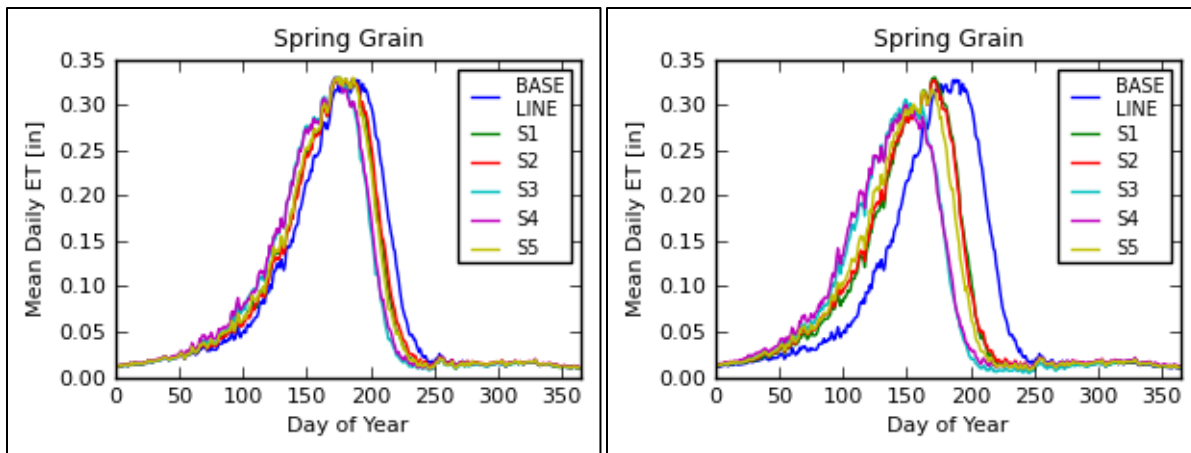 Spring Grain
0.35
0.30
0.25
0.20
0.15
0.10
0.05
0.00
Mean Daily ET [in]
0 50 100 150 200 250 300 350
Day of Year
BASE
LINE
S1
S2
S3
S4
S5
Spring Grain
0.35
0.30
0.25
0.20
0.15
0.10
0.05
0.00
Mean Daily ET [in]
0 50 100 150 200 250 300 350
Day of Year
BASE
LINE
S1
S2
S3
S4
S5